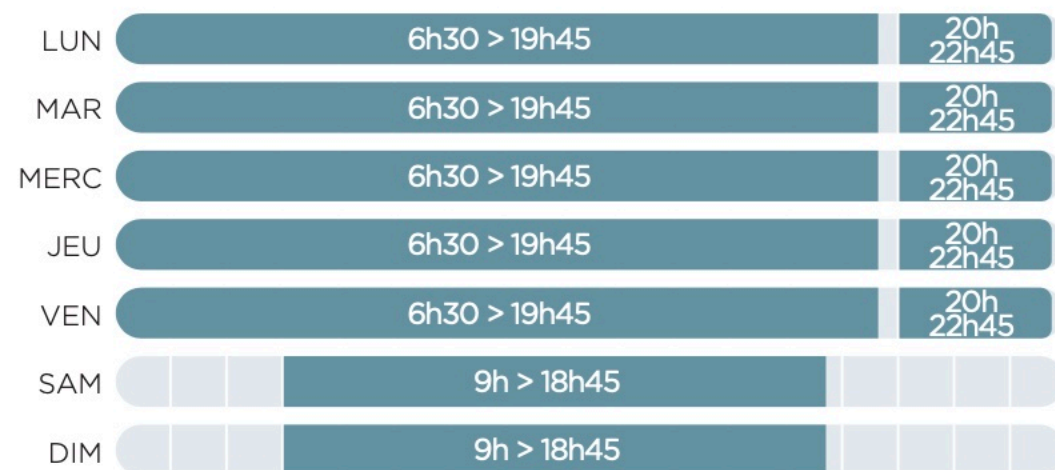 LUN 6h30 > 19h45 20h
22h45
MAR 6h30 > 19h45 20h
22h45
MERC 6h30 > 19h45 20h
22h45
JEU 6h30 > 19h45 20h
22h45
VEN 6h30 > 19h45 20h
22h45
SAM 9h > 18h45
DIM 9h > 18h45